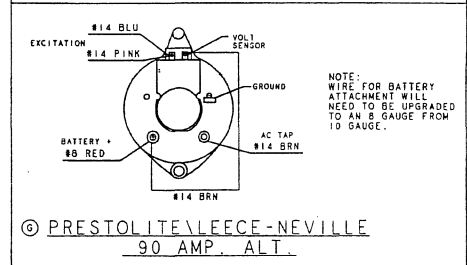 #14 BLU
EXCITATION
#14 PINK
VOLT
SENSOR
GROUND
NOTE:
WIRE FOR BATTERY
ATTACHMENT WILL
NEED TO BE UPGRADED
TO AN 8 GAUGE FROM
10 GAUGE.
BATTERY +
#8 RED
AC TAP
#14 BRN
#14 BRN
G PRESTOLITE\LEECE-NEVILLE
90 AMP. ALT.